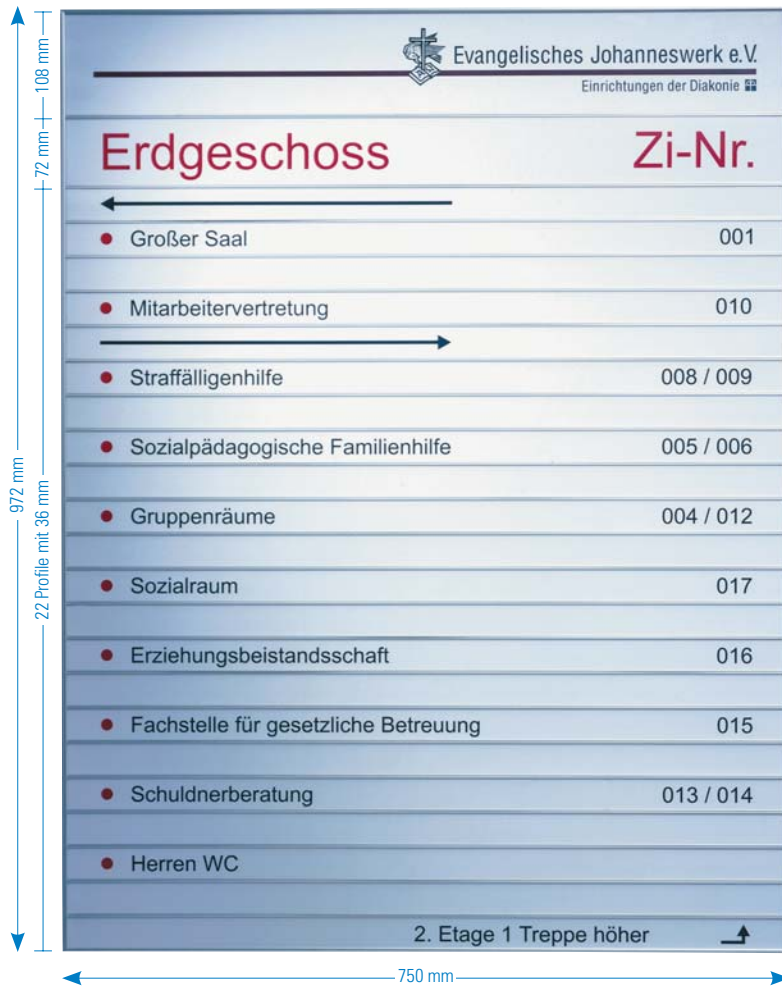 Evangelisches Johanneswerk e.V.
Einrichtungen der Diakonie
Erdgeschoss Zi-Nr.
Großer Saal 001
Mitarbeitervertretung 010
Straffälligenhilfe 008 / 009
Sozialpädagogische Familienhilfe 005 / 006
Gruppenräume 004 / 012
Sozialraum 017
Erziehungsbeistandsschaft 016
Fachstelle für gesetzliche Betreuung 015
Schuldnerberatung 013 / 014
Herren WC
2. Etage 1 Treppe höher
108 mm
72 mm
22 Profile mit 36 mm
972 mm
750 mm